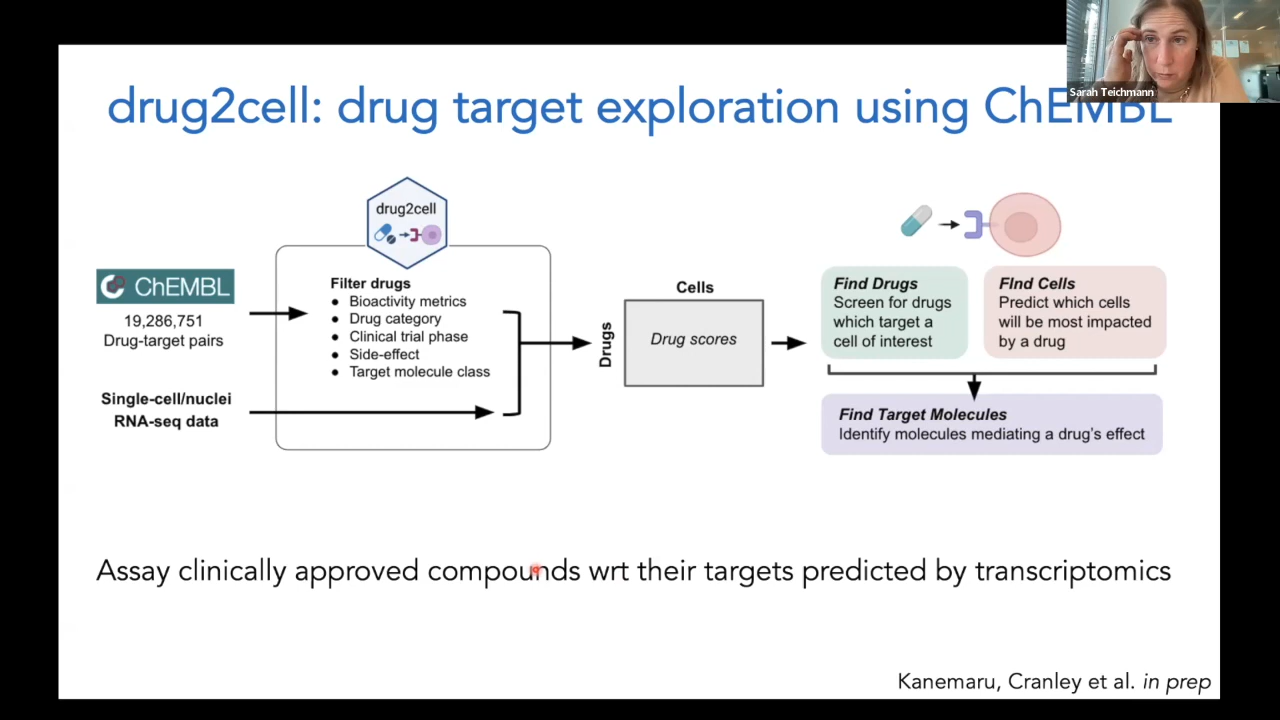 Sarah Teichmann
drug2cell: drug target exploration using ChEMBL
drug2cell
ChEMBL
19,286,751
Drug-target pairs
Single-cell/nuclei
RNA-seq data
Filter drugs
● Bioactivity metrics
● Drug category
● Clinical trial phase
● Side-effect
● Target molecule class
Cells
Drugs
Drug scores
Find Drugs
Screen for drugs
which target a
cell of interest
FInd Cells
Predict which cells
will be most impacted
by a drug
Find Target Molecules
Identify molecules mediating a drug's effect
Assay clinically approved compounds wrt their targets predicted by transcriptomics
Kanemaru, Cranley et al. in prep